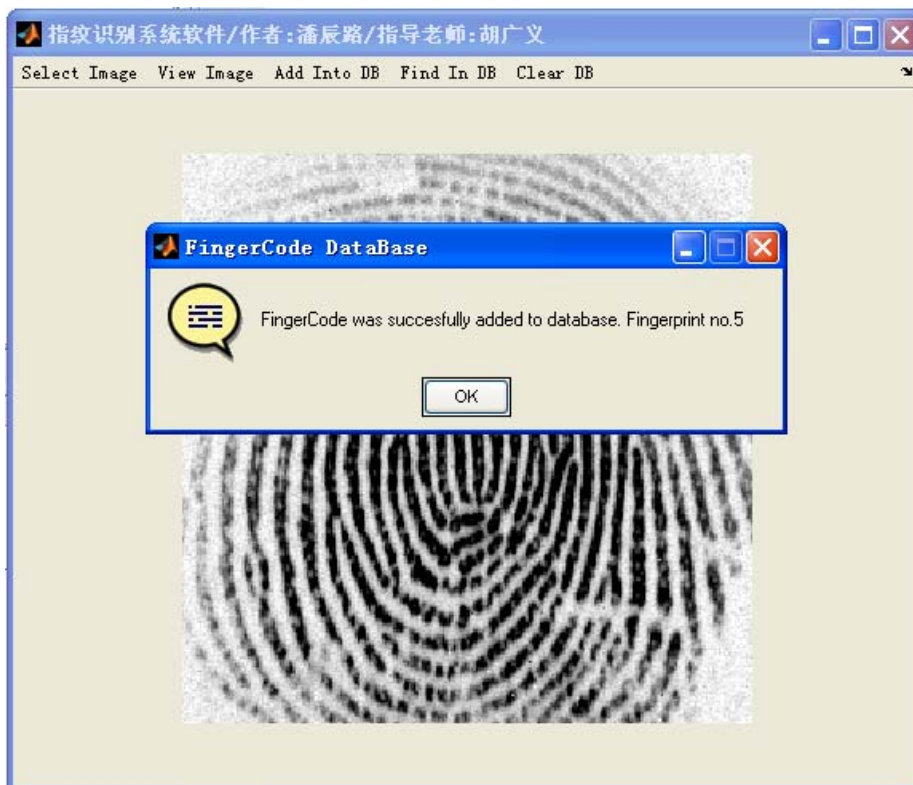 指纹识别系统软件/作者:潘辰路/指导老师:胡广义
Select Image View Image Add Into DB Find In DB Clear DB
FingerCode DataBase
FingerCode was succesfully added to database. Fingerprint no.5
OK